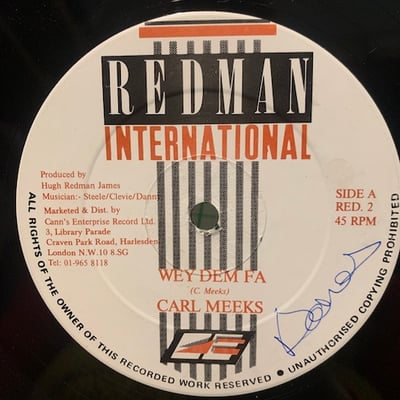 REDMAN
INTERNATIONAL
Produced by
Hugh Redman James
Musician:- Steele/Clevie/Danny
Marketed & Dist. by
Cann's Enterprise Record Ltd.
3, Library Parade
Craven Park Road, Harlesden
London N.W.10 8.SG
Tel: 01-965 8118
SIDE A
RED. 2
45 RPM
WEY DEM FA
(C. Meeks)
CARL MEEKS
CE
ALL RIGHTS OF THE OWNER OF THIS RECORDED WORK RESERVED • UNAUTHORISED COPYING PROHIBITED